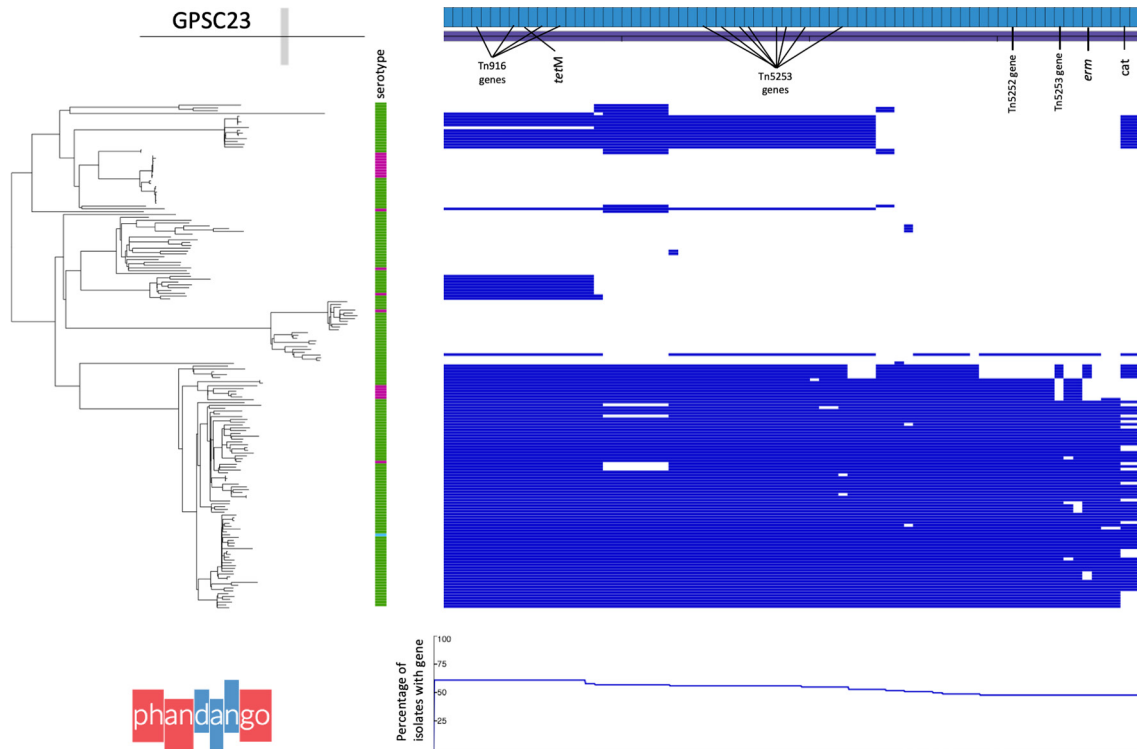 GPSC23
serotype
Tn916
genes
tetM
Tn5253
genes
Tn5252 gene
Tn5253 gene
erm
cat
Percentage of
isolates with gene
100
75
50
25
phandango